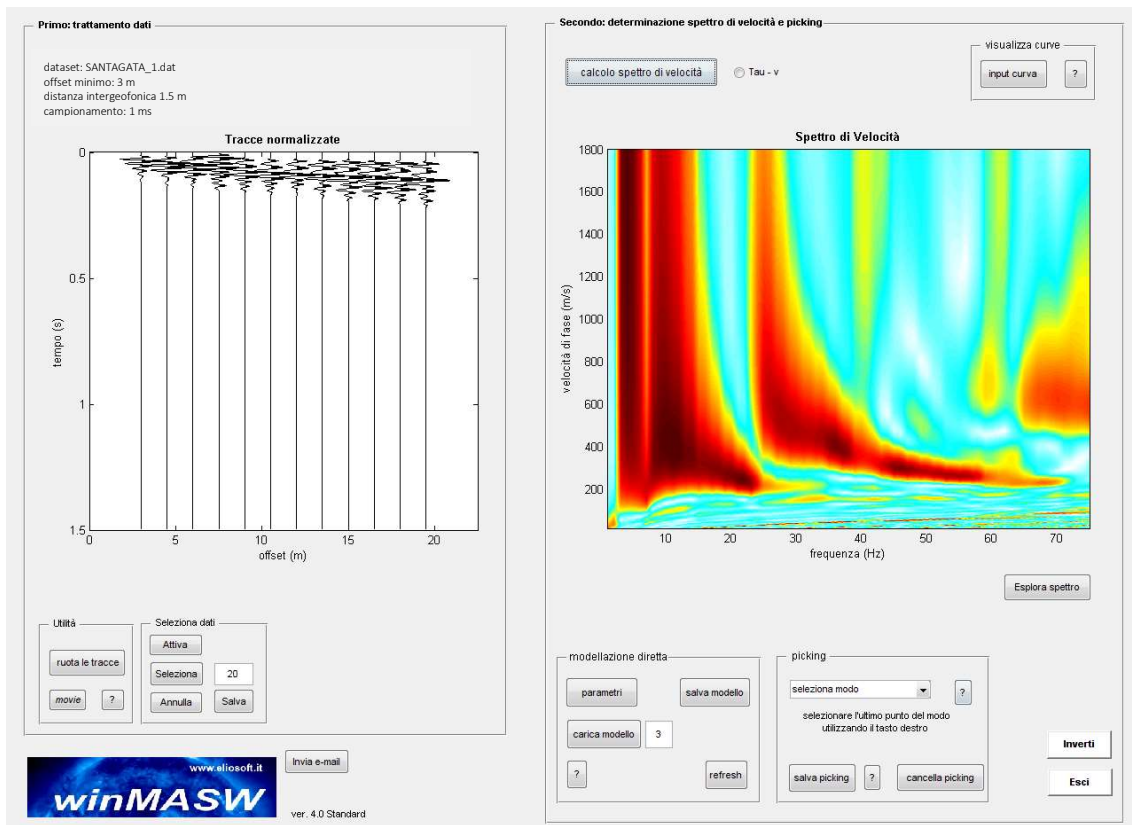 Primo: trattamento dati
dataset: SANTAGATA_1.dat
offset minimo: 3 m
distanza intergeofonica 1.5 m
campionamento: 1 ms
Tracce normalizzate
0
0.5
1
1.5
tempo (s)
0 5 10 15 20
offset (m)
Utilità
ruota le tracce
movie ?
Seleziona dati
Attiva
Seleziona 20
Annulla Salva
www.eliosoft.it
winMASW
Invia e-mail
ver. 4.0 Standard
Secondo: determinazione spettro di velocità e picking
calcolo spettro di velocità
Tau - v
visualizza curve
input curva ?
Spettro di Velocità
1800
1600
1400
1200
1000
800
600
400
200
velocità di fase (m/s)
10 20 30 40 50 60 70
frequenza (Hz)
Esplora spettro
modellazione diretta
parametri salva modello
carica modello 3
? refresh
picking
seleziona modo ?
selezionare l'ultimo punto del modo
utilizzando il tasto destro
salva picking ? cancella picking
Inverti
Esci